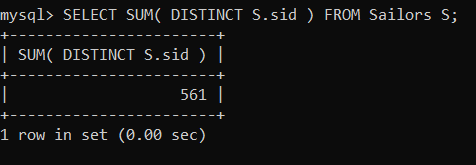 mysql> SELECT SUM( DISTINCT S.sid ) FROM Sailors S;
+-----------------------+
| SUM( DISTINCT S.sid ) |
+-----------------------+
|                   561 |
+-----------------------+
1 row in set (0.00 sec)